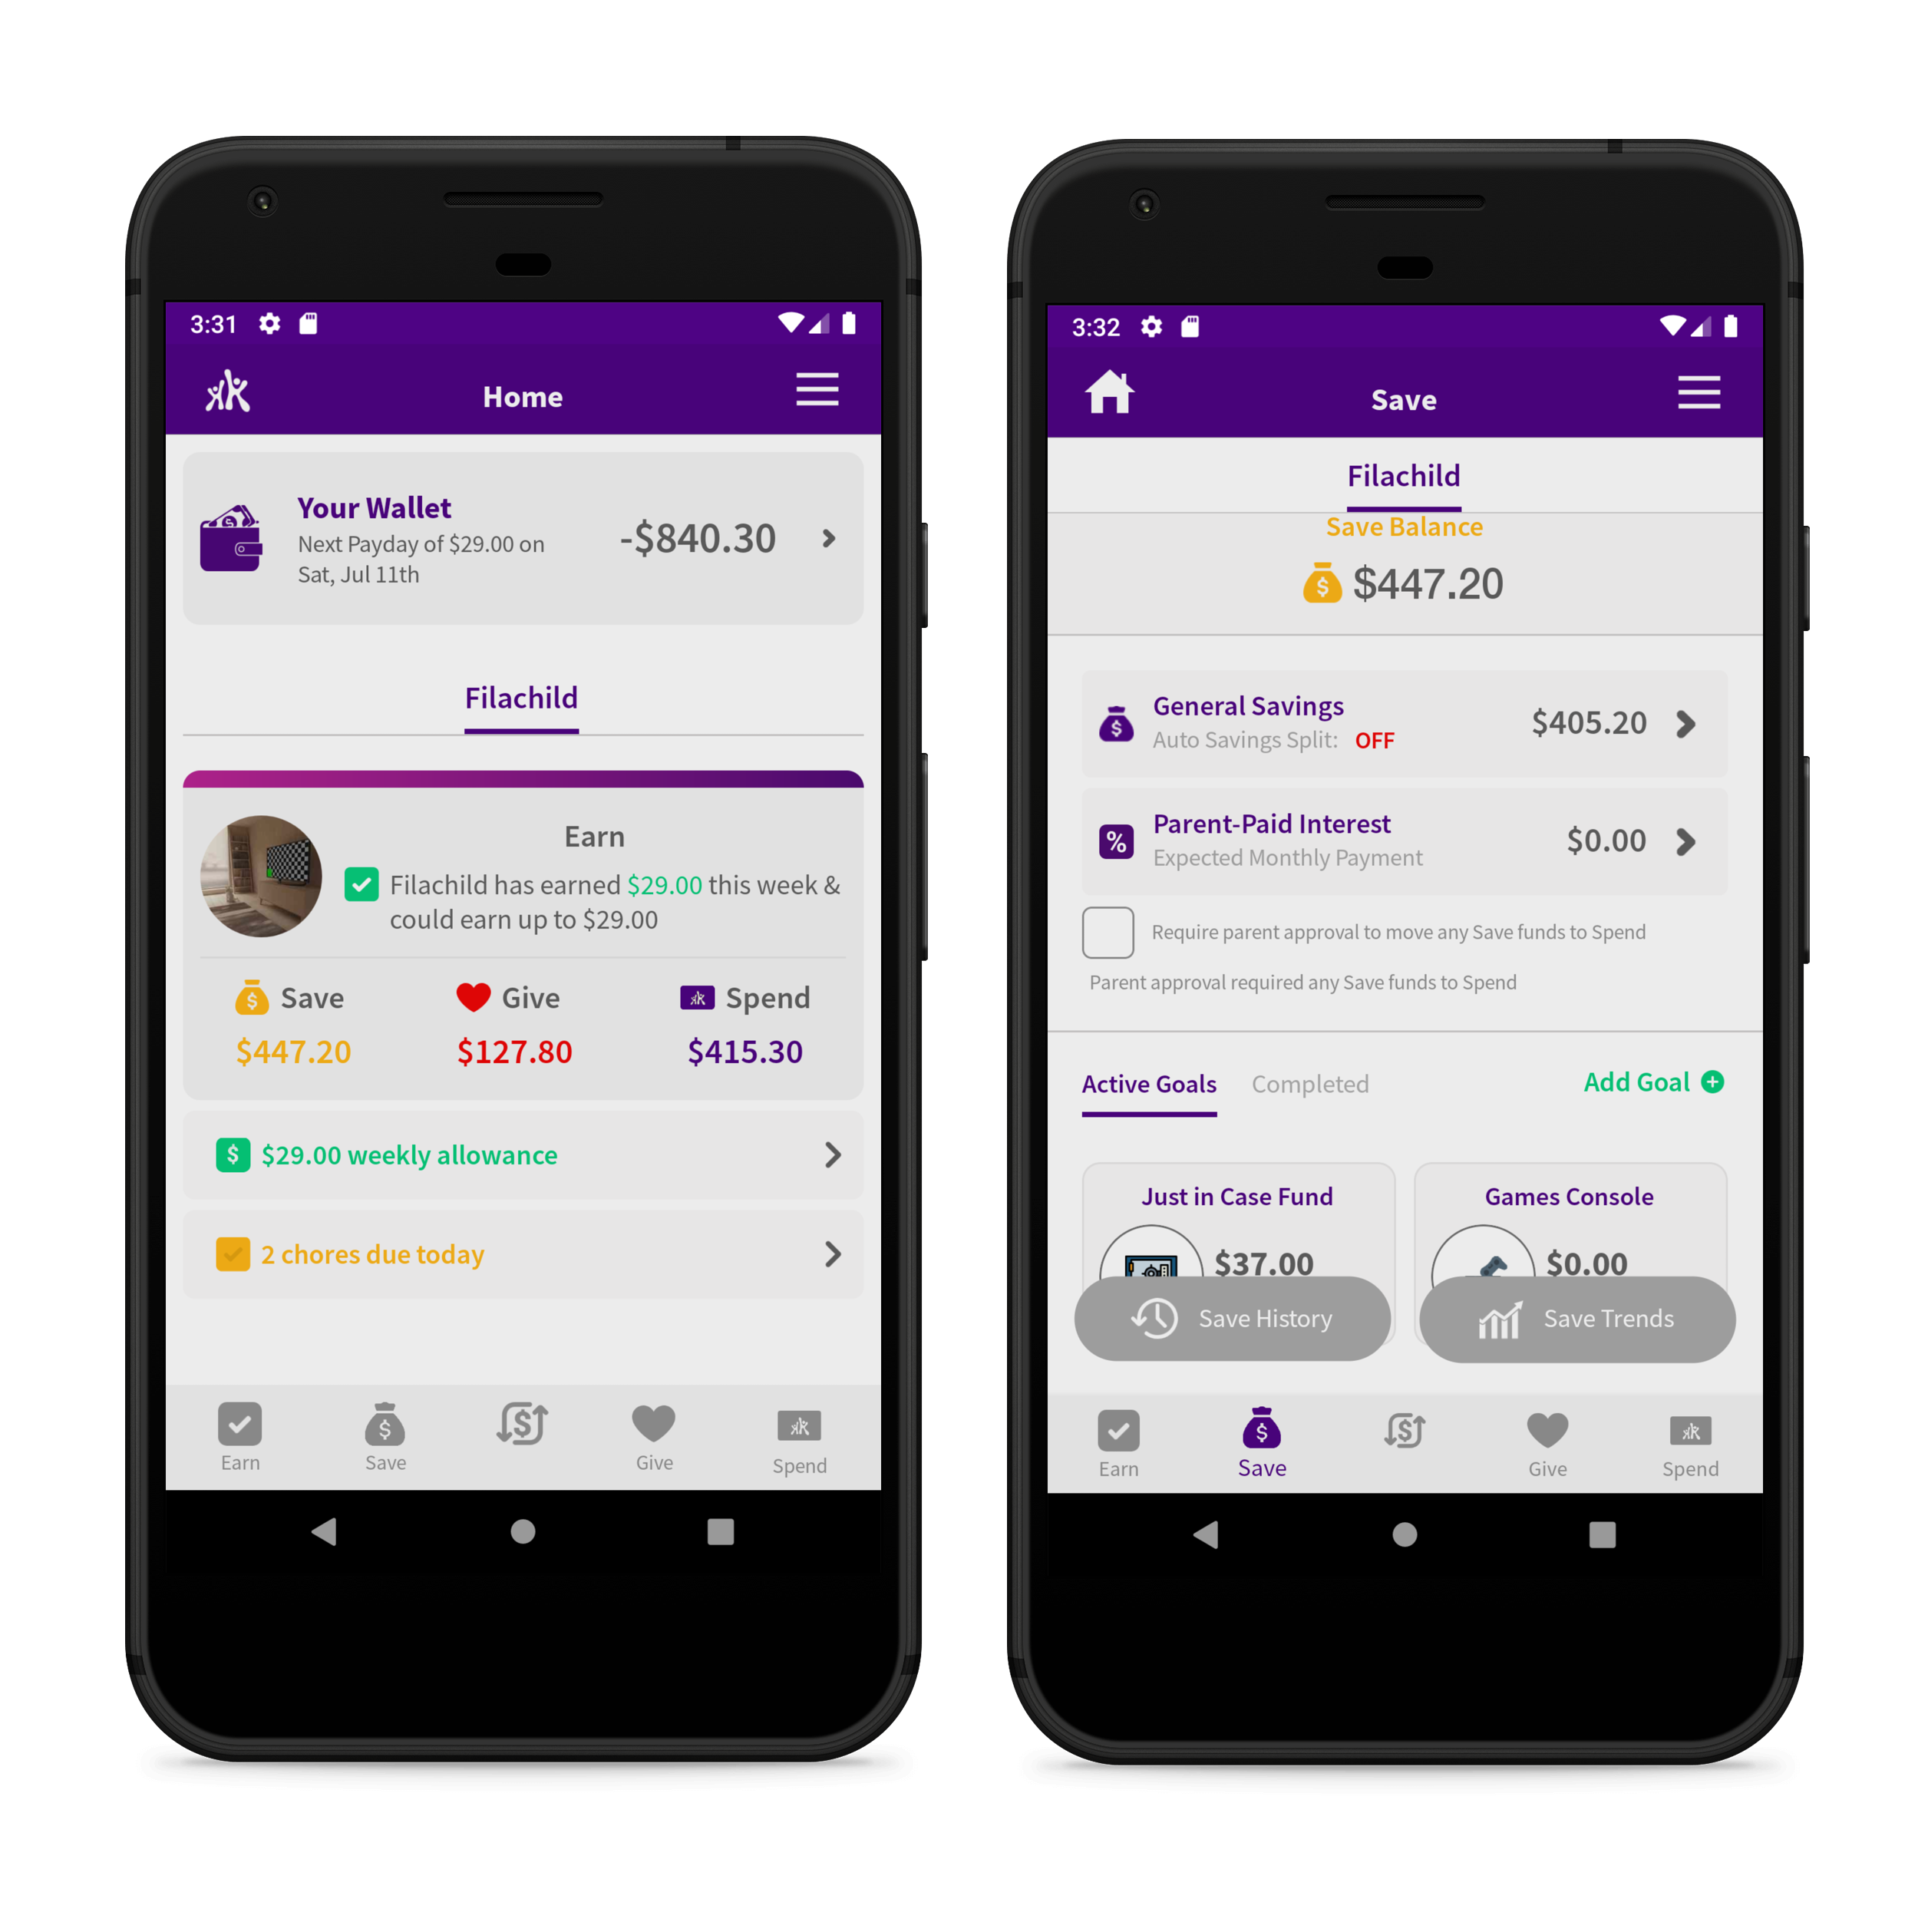 3:31
Home
Your Wallet
Next Payday of $29.00 on
Sat, Jul 11th
-$840.30
Filachild
Earn
Filachild has earned $29.00 this week &
could earn up to $29.00
Save
Give
Spend
$447.20
$127.80
$415.30
$29.00 weekly allowance
2 chores due today
Earn
Save
Give
Spend
3:32
Save
Filachild
Save Balance
$447.20
General Savings
Auto Savings Split: OFF
$405.20
Parent-Paid Interest
Expected Monthly Payment
$0.00
Require parent approval to move any Save funds to Spend
Parent approval required any Save funds to Spend
Active Goals
Completed
Add Goal
Just in Case Fund
$37.00
Games Console
$0.00
Save History
Save Trends
Earn
Save
Give
Spend